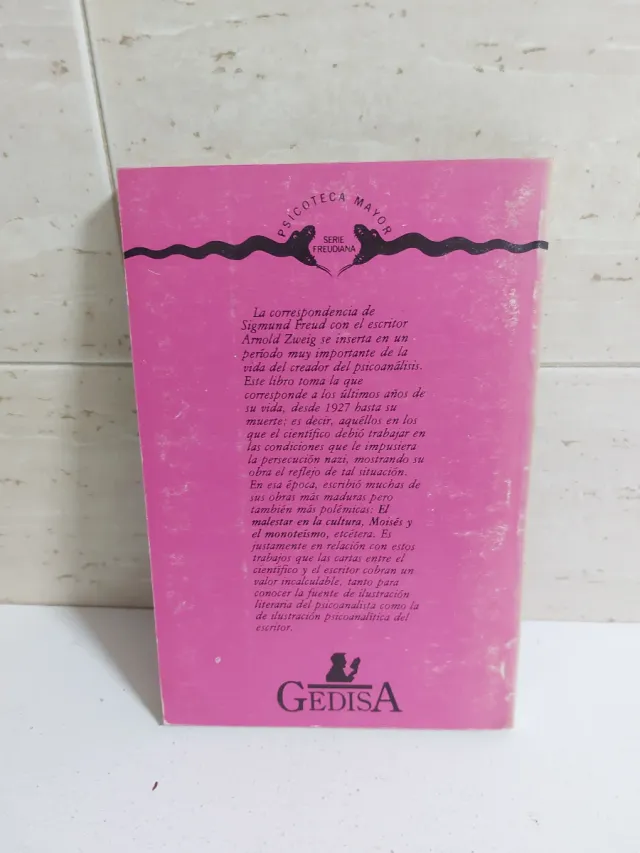 PSICOTECA MAYOR
SERIE
FREUDIANA
La correspondencia de
Sigmund Freud con el escritor
Arnold Zweig se inserta en un
período muy importante de la
vida del creador del psicoanálisis.
Este libro toma la que
corresponde a los últimos años de
su vida, desde 1927 hasta su
muerte; es decir, aquéllos en los
que el científico debió trabajar en
las condiciones que le impusiera
la persecución nazi, mostrando su
obra el reflejo de tal situación.
En esa época, escribió muchas de
sus obras más maduras pero
también más polémicas: El
malestar en la cultura, Moisés y
el monoteísmo, etcétera. Es
justamente en relación con estos
trabajos que las cartas entre el
científico y el escritor cobran un
valor incalculable, tanto para
conocer la fuente de ilustración
literaria del psicoanalista como la
de ilustración psicoanalítica del
escritor.
GEDISA